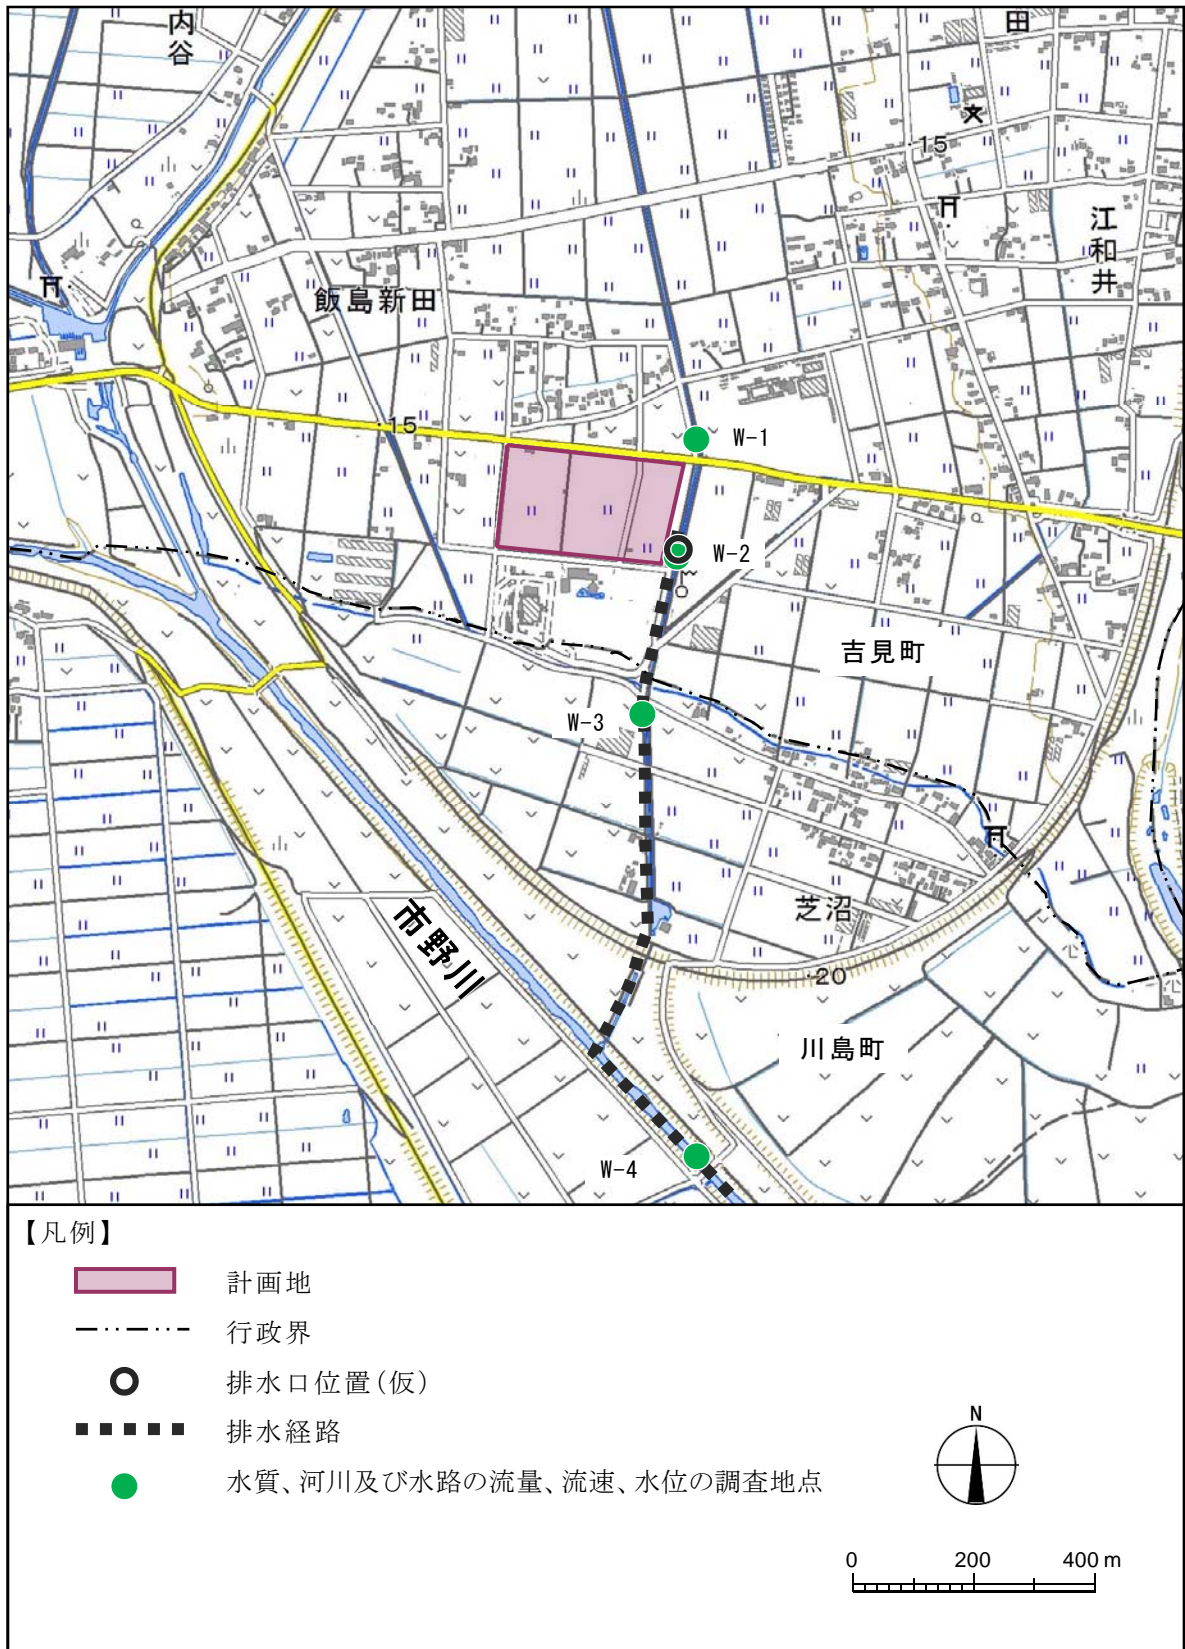 内谷
田
15
江和井
飯島新田
15
W-1
W-2
吉見町
W-3
芝沼
市野川
20
川島町
W-4
【凡例】
計画地
行政界
排水口位置(仮)
排水経路
水質、河川及び水路の流量、流速、水位の調査地点
N
0 200 400 m